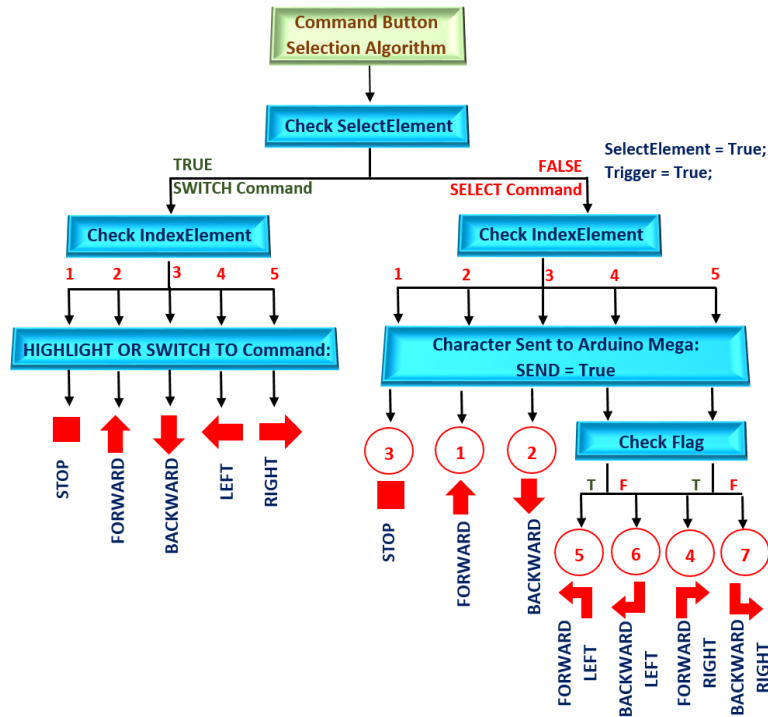 Command Button
Selection Algorithm
Check SelectElement
SelectElement = True;
Trigger = True;
TRUE
SWITCH Command
FALSE
SELECT Command
Check IndexElement
1 2 3 4 5
HIGHLIGHT OR SWITCH TO Command:
STOP
FORWARD
BACKWARD
LEFT
RIGHT
Check IndexElement
1 2 3 4 5
Character Sent to Arduino Mega:
SEND = True
Check Flag
T F T F
3
STOP
1
FORWARD
2
BACKWARD
5
FORWARD
LEFT
6
BACKWARD
LEFT
4
FORWARD
RIGHT
7
BACKWARD
RIGHT